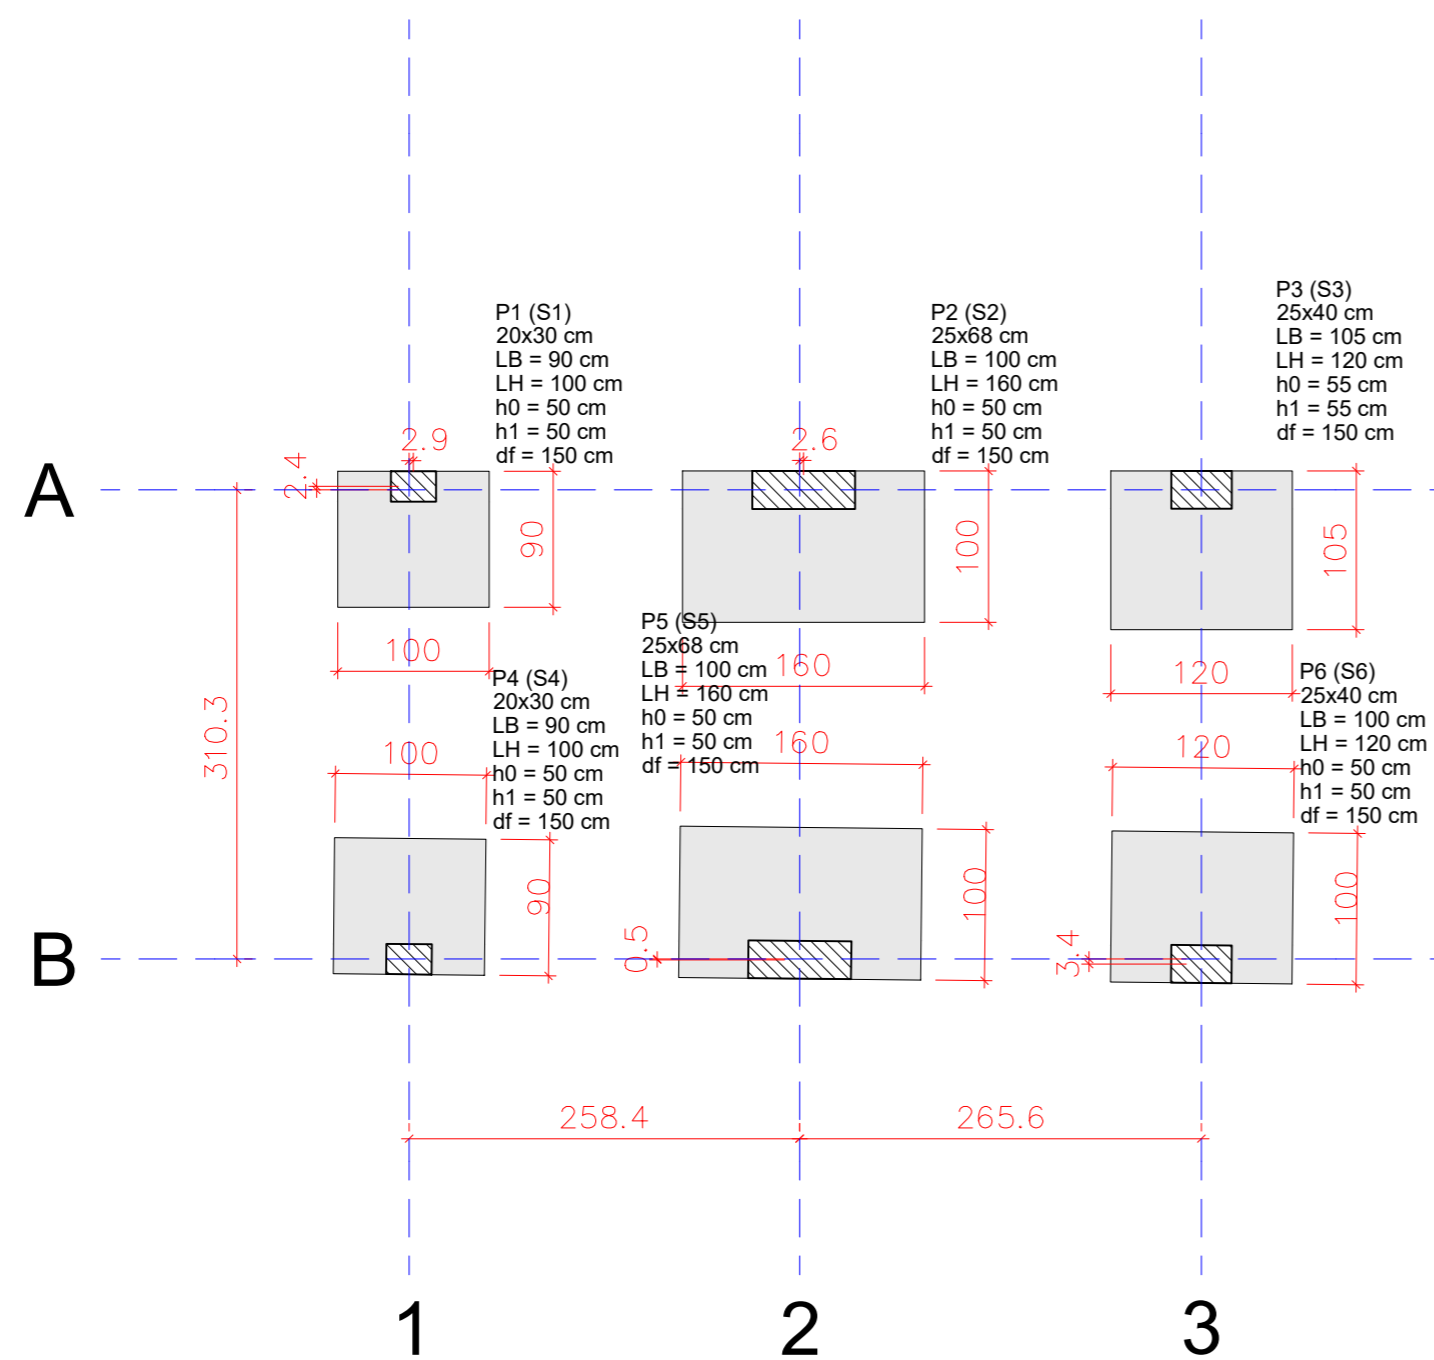 P1 (S1)
20x30 cm
LB = 90 cm
LH = 100 cm
h0 = 50 cm
h1 = 50 cm
df = 150 cm
P2 (S2)
25x68 cm
LB = 100 cm
LH = 160 cm
h0 = 50 cm
h1 = 50 cm
df = 150 cm
P3 (S3)
25x40 cm
LB = 105 cm
LH = 120 cm
h0 = 55 cm
h1 = 55 cm
df = 150 cm
2.9
2.6
2.4
A
90
100
105
100
160
120
310.3
P4 (S4)
20x30 cm
LB = 90 cm
LH = 100 cm
h0 = 50 cm
h1 = 50 cm
df = 150 cm
P5 (S5)
25x68 cm
LB = 100 cm
LH = 160 cm
h0 = 50 cm
h1 = 50 cm
df = 150 cm
P6 (S6)
25x40 cm
LB = 100 cm
LH = 120 cm
h0 = 50 cm
h1 = 50 cm
df = 150 cm
100
160
120
90
100
100
B
0.5
3.4
258.4
265.6
1
2
3